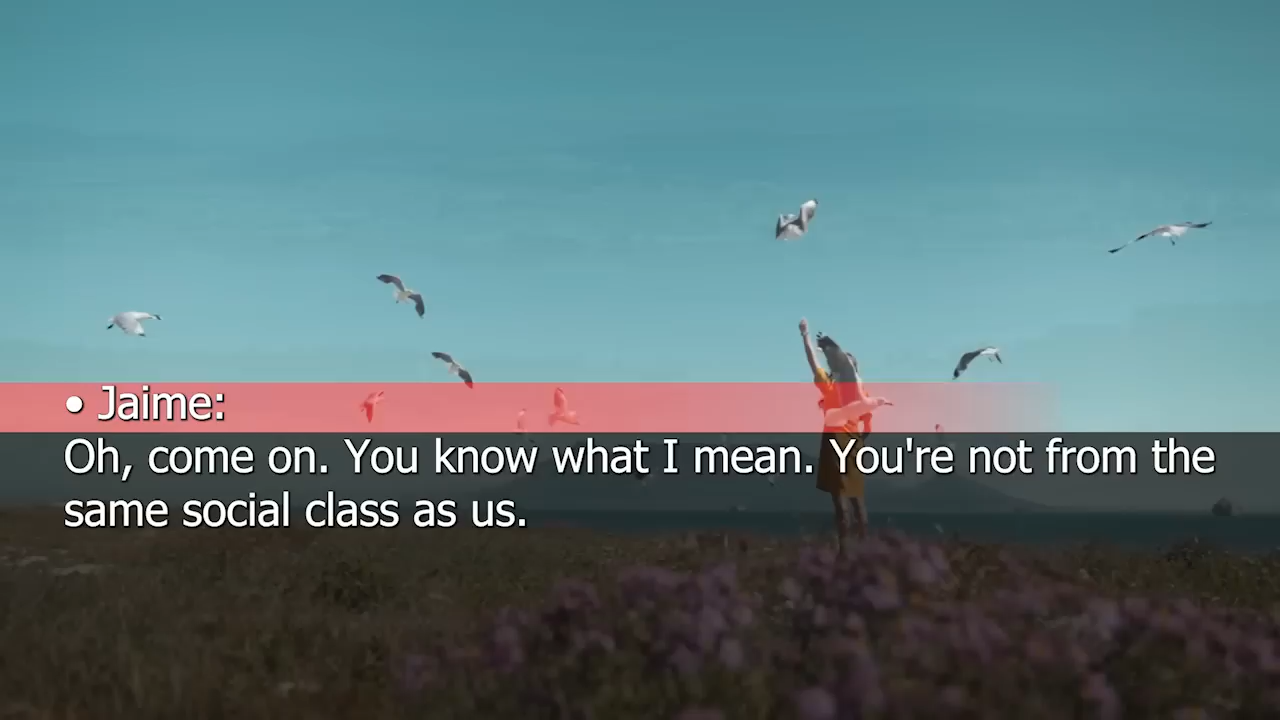 • Jaime:
Oh, come on. You know what I mean. You're not from the
same social class as us.